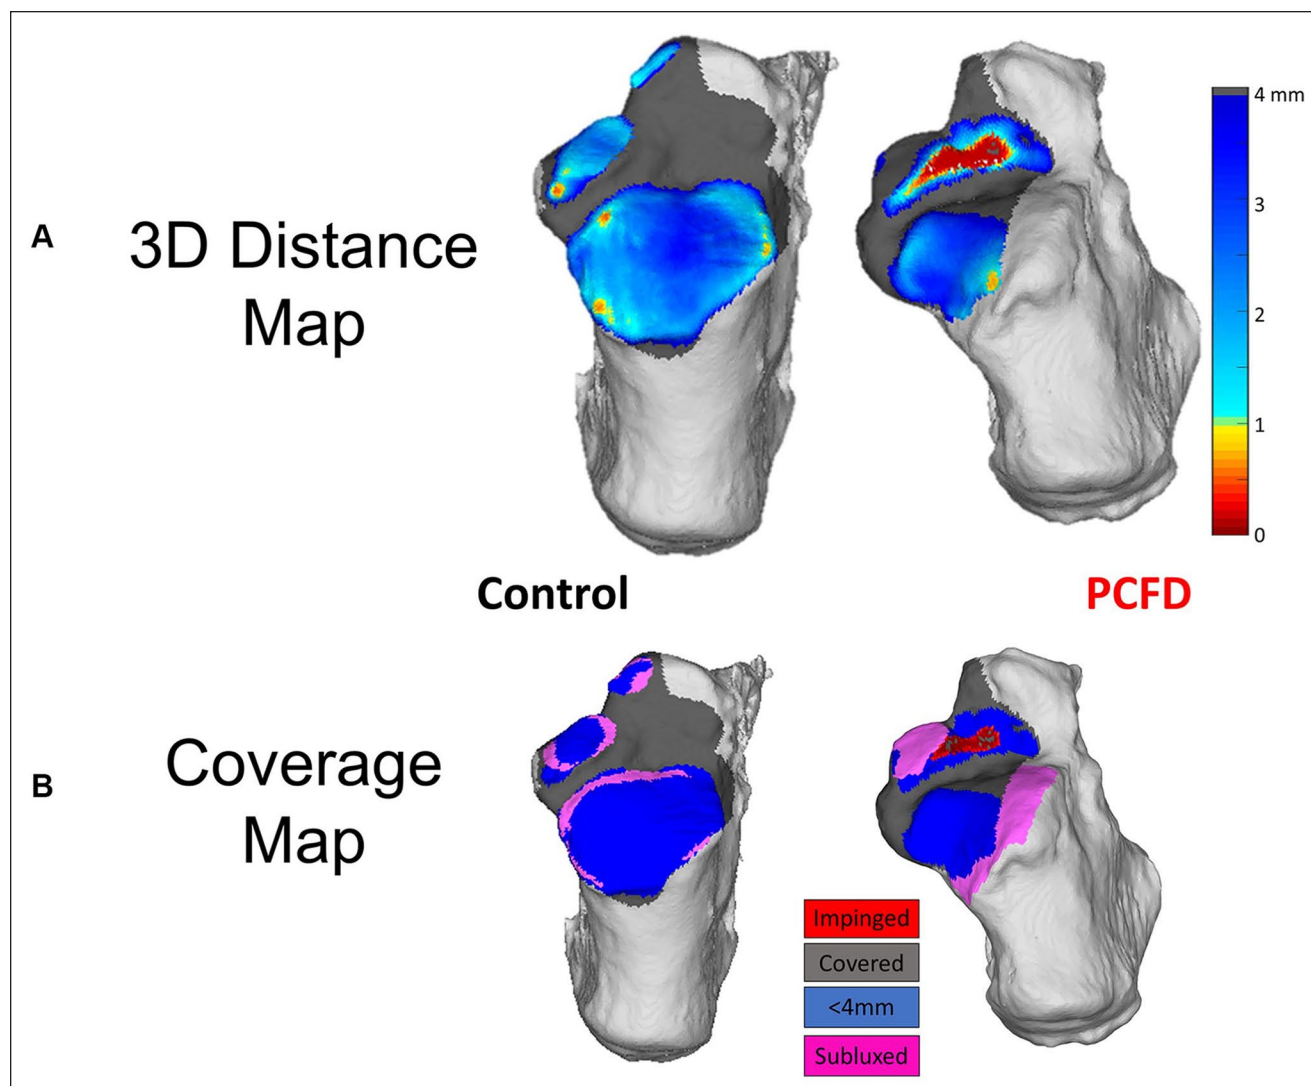 A
3D Distance
Map
4 mm
3
2
1
0
Control
PCFD
B
Coverage
Map
Impinged
Covered
<4mm
Subluxed